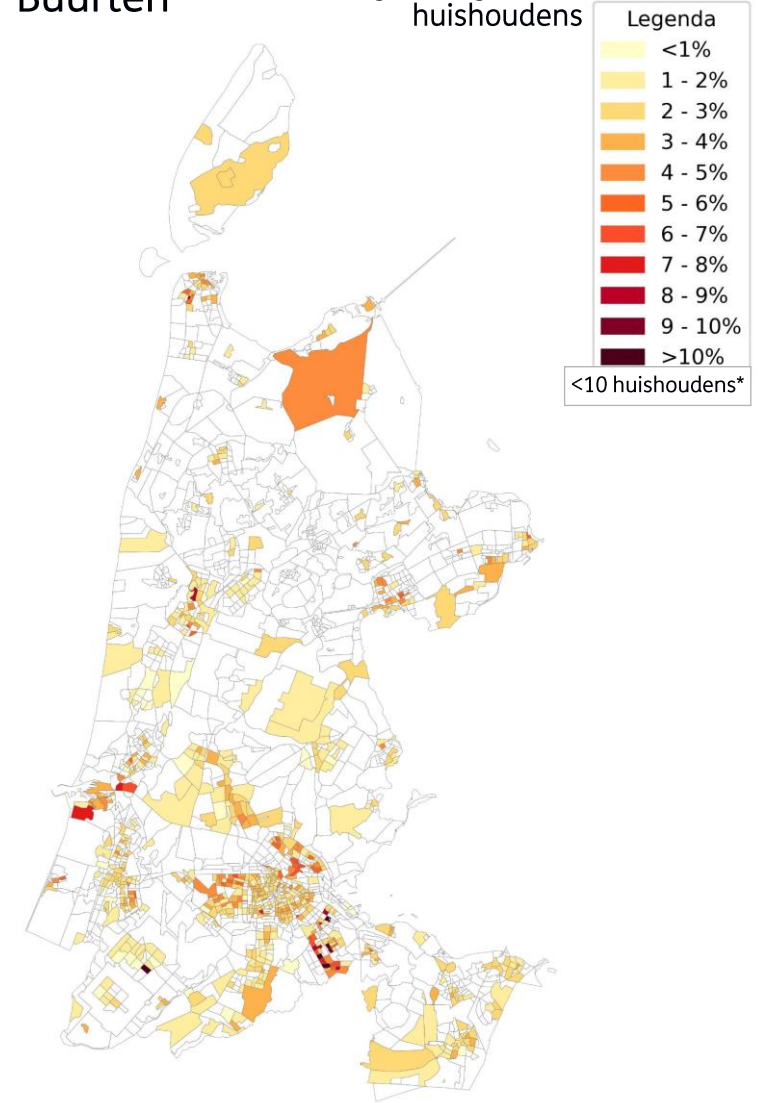 Buurten
huishoudens
Legenda
<1%
1 - 2%
2 - 3%
3 - 4%
4 - 5%
5 - 6%
6 - 7%
7 - 8%
8 - 9%
9 - 10%
>10%
<10 huishoudens*